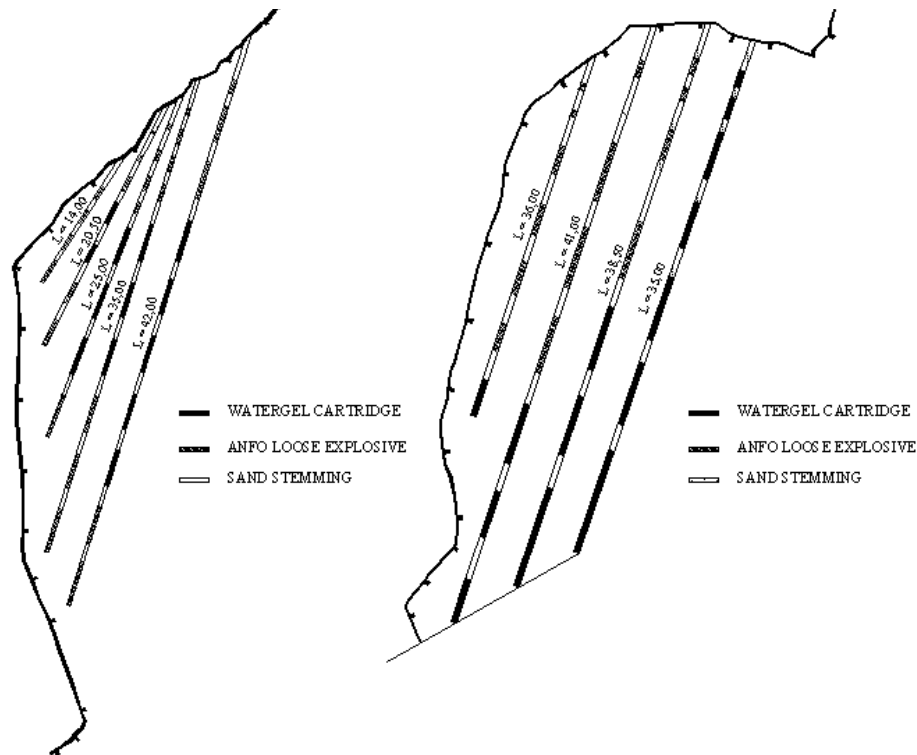 L = 14,00
L = 20,50
L = 25,00
L = 35,00
L = 42,00
WATERGEL CARTRIDGE
ANFO LOOSE EXPLOSIVE
SAND STEMMING
L = 36,00
L = 41,00
L = 38,50
L = 35,00
WATERGEL CARTRIDGE
ANFO LOOSE EXPLOSIVE
SAND STEMMING